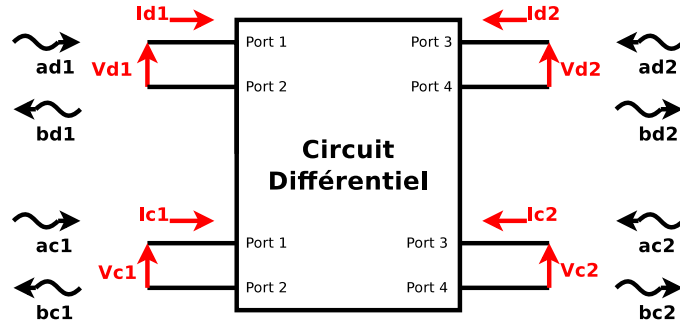 Id1 Id2
Port 1 Port 3
ad1 Vd1 Vd2 ad2
Port 2 Port 4
bd1 bd2
Circuit
Différentiel
Ic1 Ic2
Port 1 Port 3
ac1 ac2
Vc1 Vc2
Port 2 Port 4
bc1 bc2